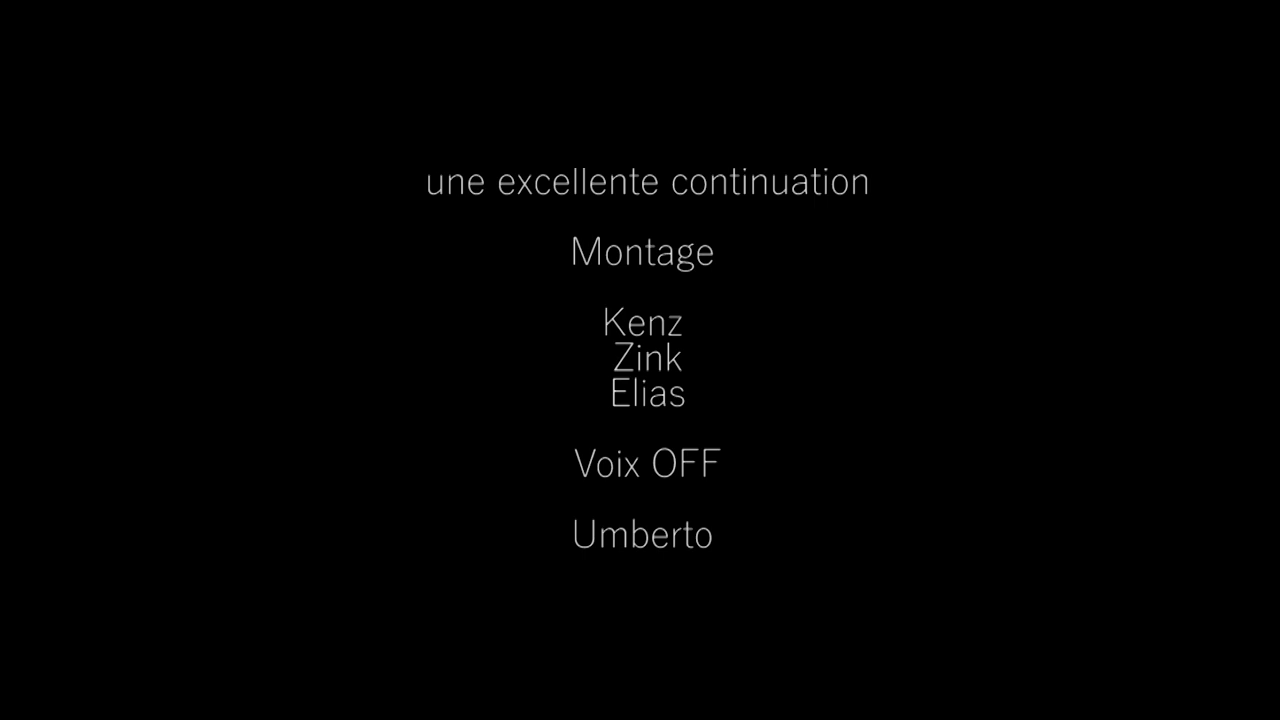 une excellente continuation
Montage
Kenz
Zink
Elias
Voix OFF
Umberto